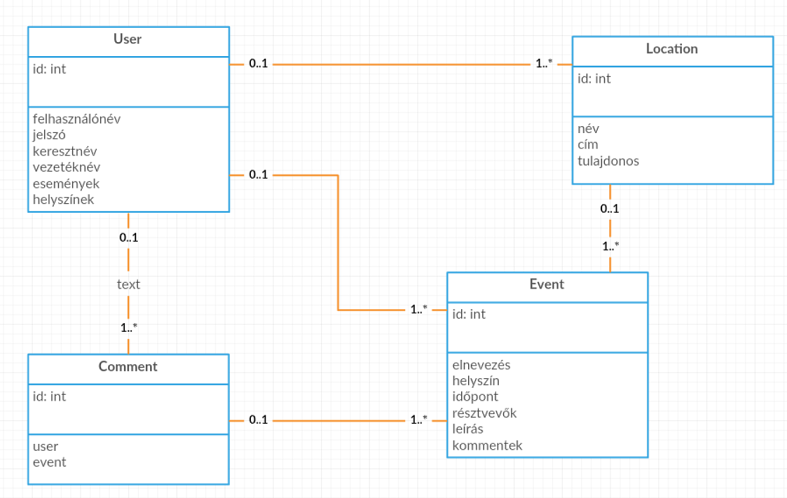 User
id: int
felhasználónév
jelszó
keresztnév
vezetéknév
események
helyszínek
0..1
1..*
Location
id: int
név
cím
tulajdonos
0..1
1..*
0..1
1..*
0..1
text
1..*
Event
id: int
elnevezés
helyszín
időpont
résztvevők
leírás
kommentek
Comment
id: int
user
event
0..1
1..*